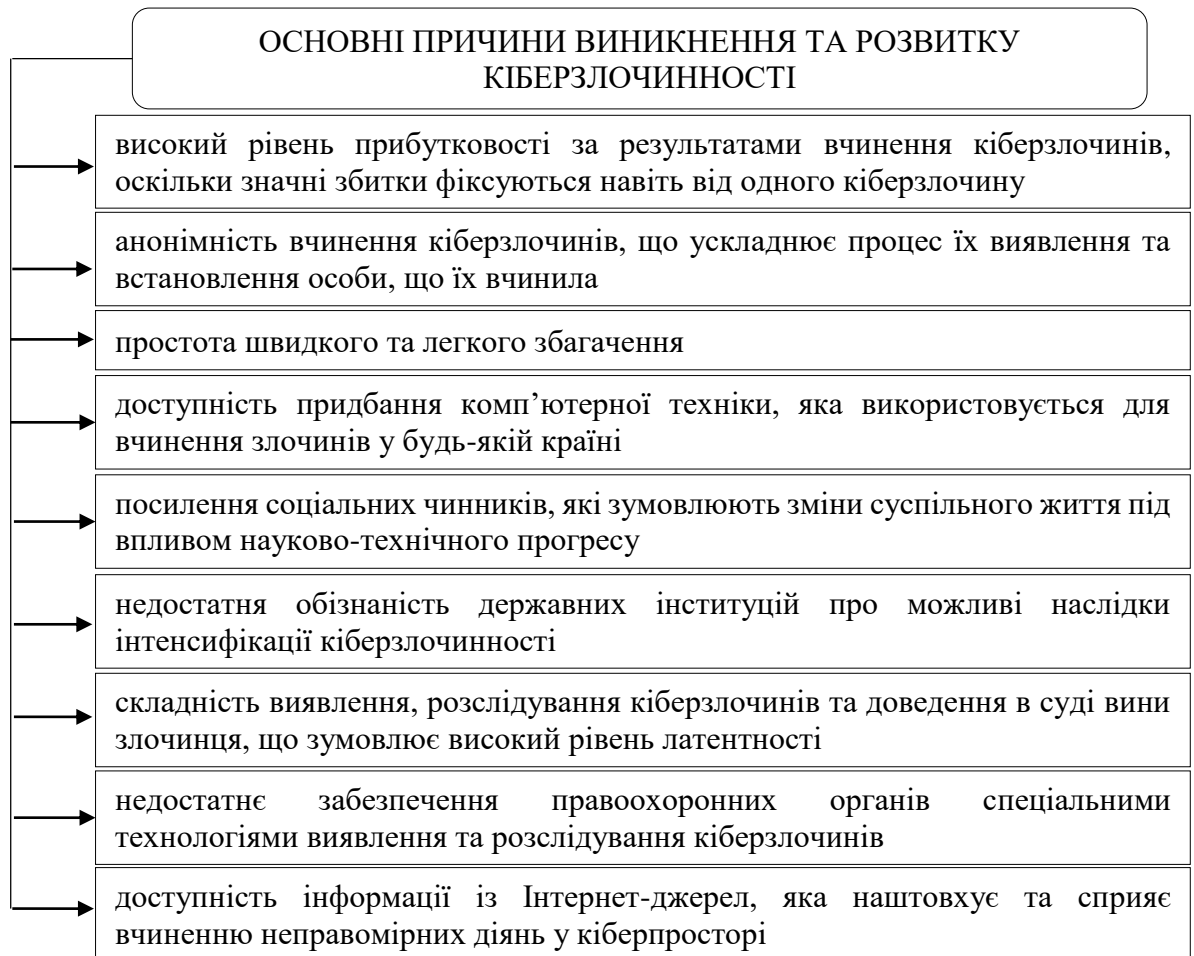 ОСНОВНІ ПРИЧИНИ ВИНИКНЕННЯ ТА РОЗВИТКУ
КІБЕРЗЛОЧИННОСТІ
високий рівень прибутковості за результатами вчинення кіберзлочинів,
оскільки значні збитки фіксуються навіть від одного кіберзлочину
анонімність вчинення кіберзлочинів, що ускладнює процес їх виявлення та
встановлення особи, що їх вчинила
простота швидкого та легкого збагачення
доступність придбання комп’ютерної техніки, яка використовується для
вчинення злочинів у будь-якій країні
посилення соціальних чинників, які зумовлюють зміни суспільного життя під
впливом науково-технічного прогресу
недостатня обізнаність державних інституцій про можливі наслідки
інтенсифікації кіберзлочинності
складність виявлення, розслідування кіберзлочинів та доведення в суді вини
злочинця, що зумовлює високий рівень латентності
недостатнє забезпечення правоохоронних органів спеціальними
технологіями виявлення та розслідування кіберзлочинів
доступність інформації із Інтернет-джерел, яка наштовхує та сприяє
вчиненню неправомірних діянь у кіберпросторі